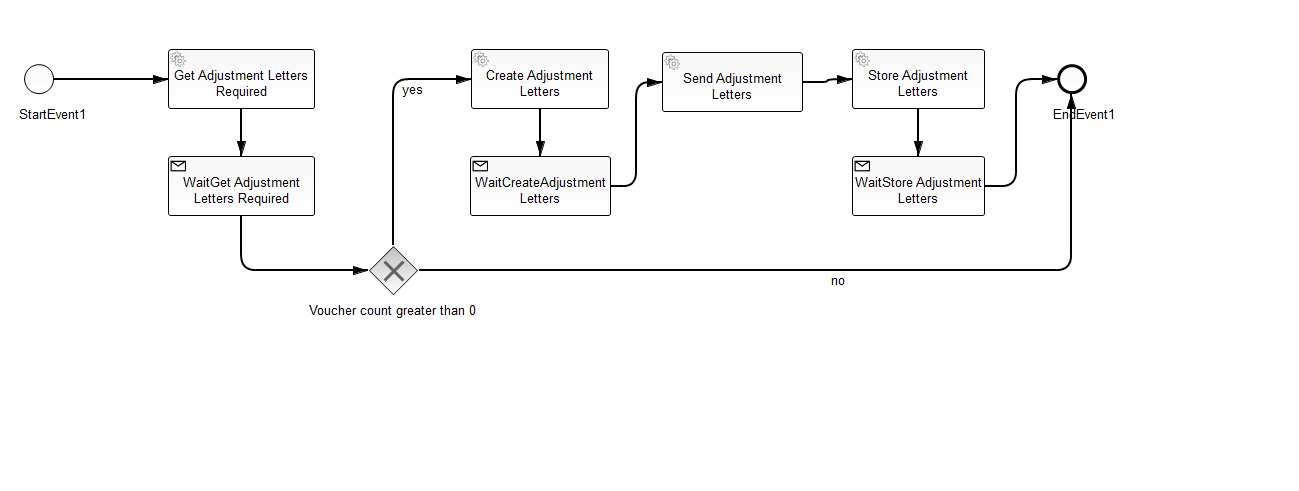 StartEvent1
Get Adjustment Letters
Required
WaitGet Adjustment
Letters Required
Voucher count greater than 0
yes
no
Create Adjustment
Letters
WaitCreateAdjustment
Letters
Send Adjustment
Letters
Store Adjustment
Letters
WaitStore Adjustment
Letters
EndEvent1